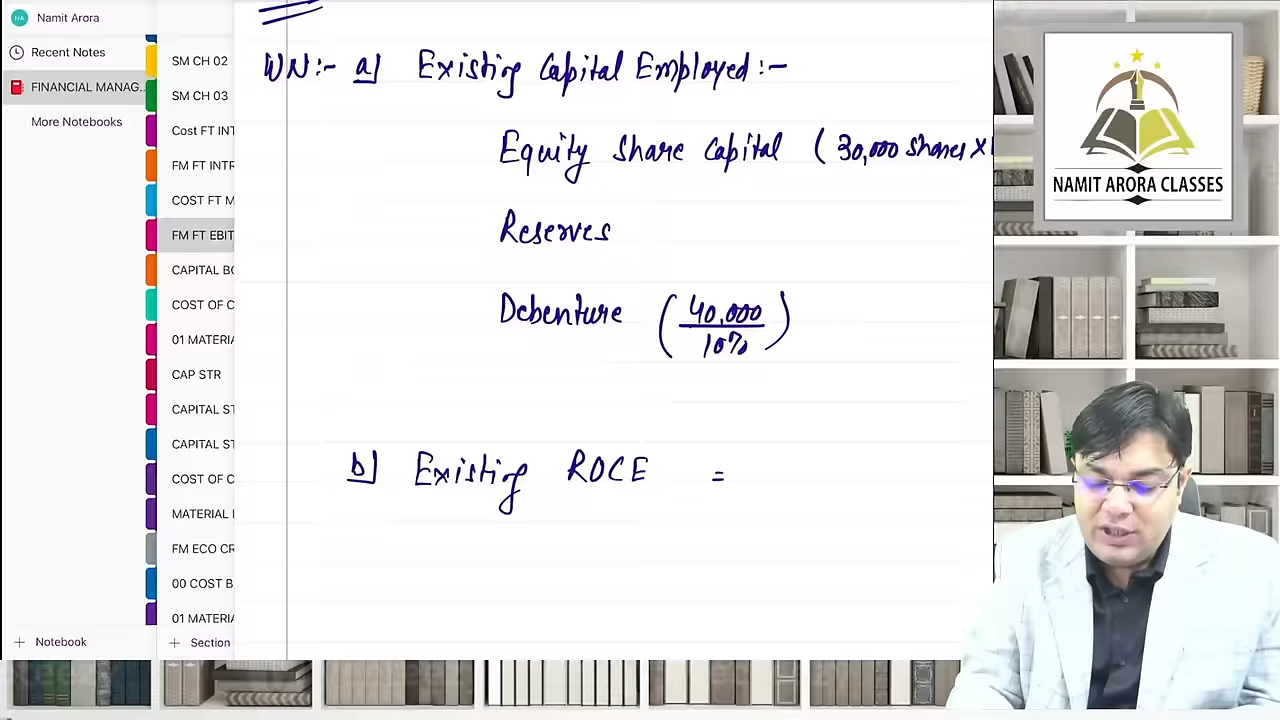 NA Namit Arora
Recent Notes
FINANCIAL MANAG...
More Notebooks
Notebook
SM CH 02
SM CH 03
Cost FT INT
FM FT INTR
COST FT M
FM FT EBIT
CAPITAL BO
COST OF C
01 MATERIA
CAP STR
CAPITAL ST
CAPITAL ST
COST OF C
MATERIAL
FM ECO CR
00 COST B
01 MATERIA
Section
WN:- a] Existing Capital Employed :-
Equity Share Capital ( 30,000 Shares ×
Reserves
Debenture ( 40,000
10% )
b] Existing ROCE =
NAMIT ARORA CLASSES